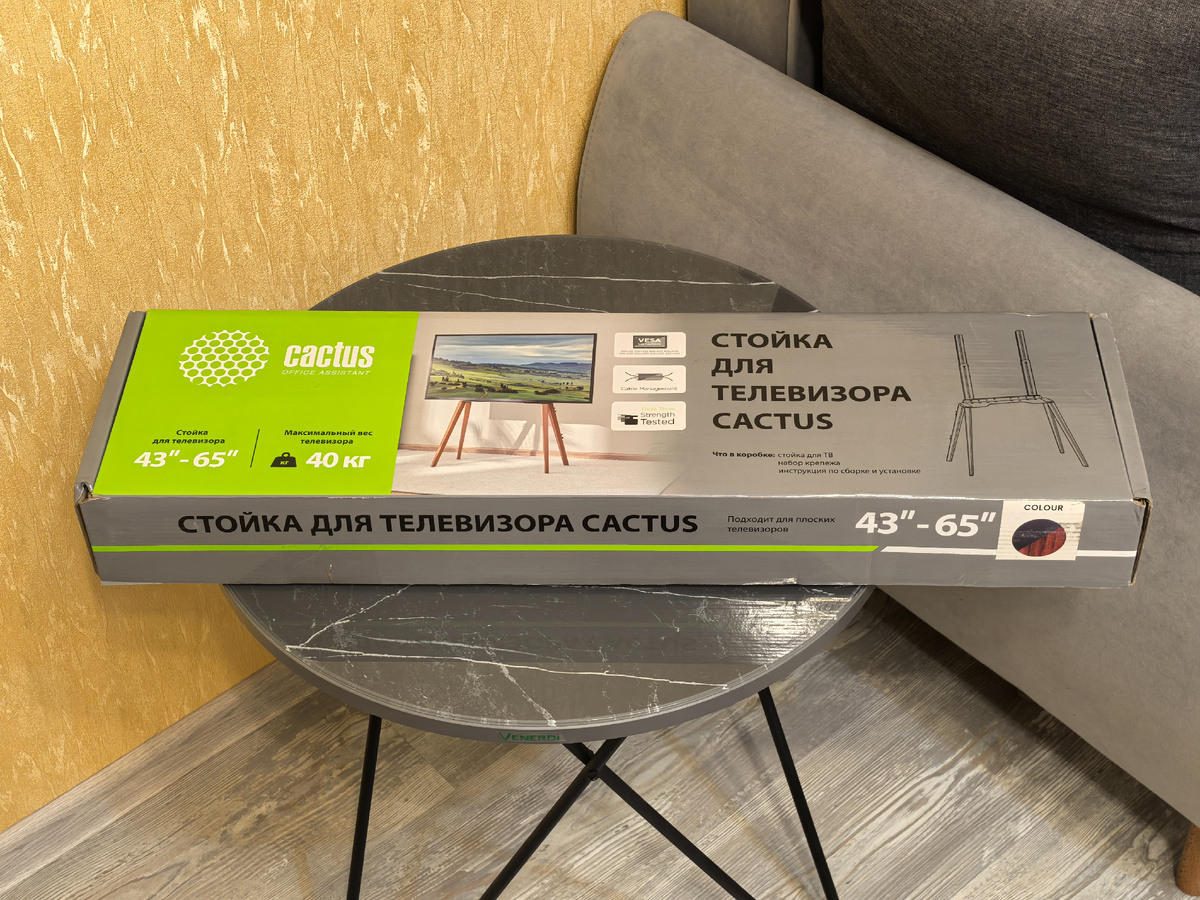 cactus
OFFICE ASSISTANT
Стойка
для телевизора
43"-65"
Максимальный вес
телевизора
КГ
40 кг
VESA
Cable Management
Strength
Tested
СТОЙКА
ДЛЯ
ТЕЛЕВИЗОРА
CACTUS
Что в коробке: стойка для ТВ
набор крепежа
инструкция по сборке и установке
СТОЙКА ДЛЯ ТЕЛЕВИЗОРА CACTUS
Подходит для плоских
телевизоров
43"-65"
COLOUR
VENERDI